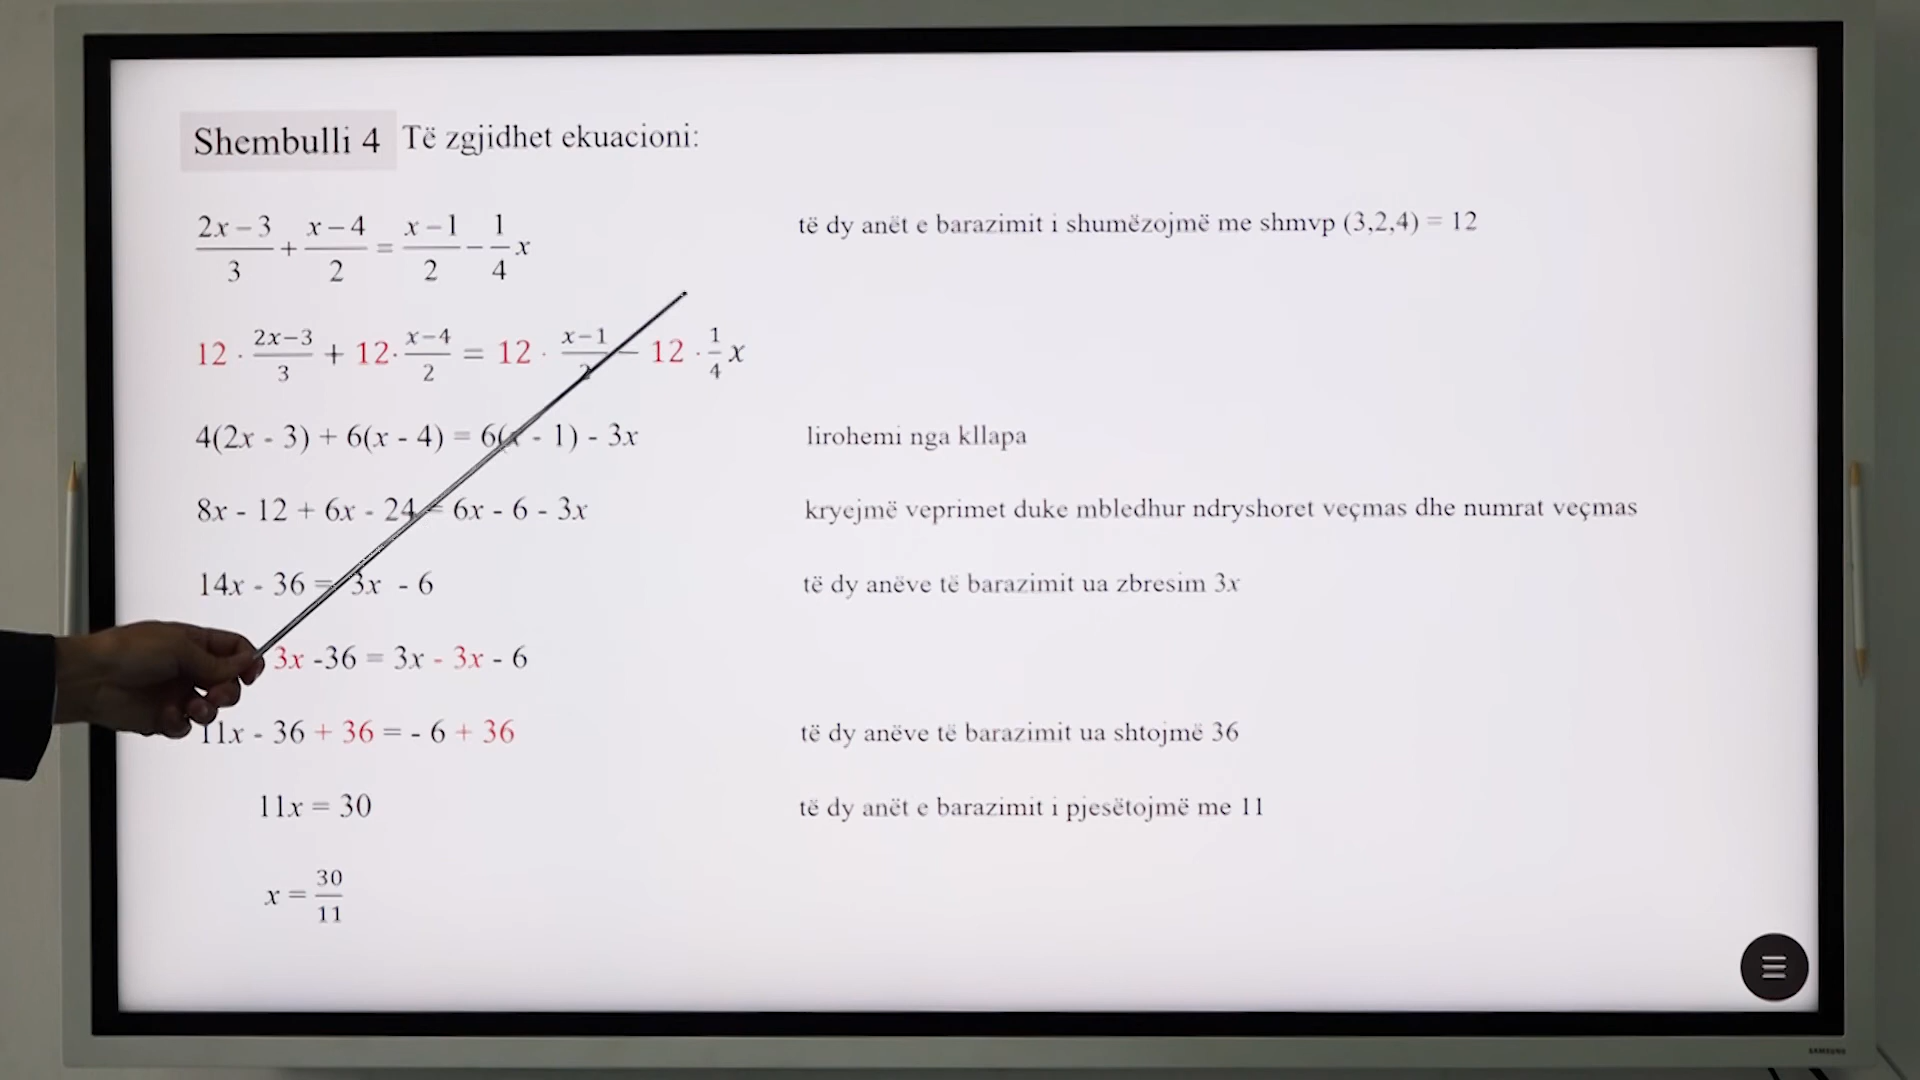 Shembulli 4 Të zgjidhet ekuacioni:
(2x − 3)/3 + (x − 4)/2 = (x − 1)/2 − 1/4 x të dy anët e barazimit i shumëzojmë me shmvp (3,2,4) = 12
12 · (2x−3)/3 + 12· (x−4)/2 = 12 · (x−1)/2 − 12 · 1/4 x
4(2x - 3) + 6(x - 4) = 6(x - 1) - 3x lirohemi nga kllapa
8x - 12 + 6x - 24 = 6x - 6 - 3x kryejmë veprimet duke mbledhur ndryshoret veçmas dhe numrat veçmas
14x - 36 = 3x - 6 të dy anëve të barazimit ua zbresim 3x
3x -36 = 3x - 3x - 6
11x - 36 + 36 = - 6 + 36 të dy anëve të barazimit ua shtojmë 36
11x = 30 të dy anët e barazimit i pjesëtojmë me 11
x = 30/11
SAMSUNG